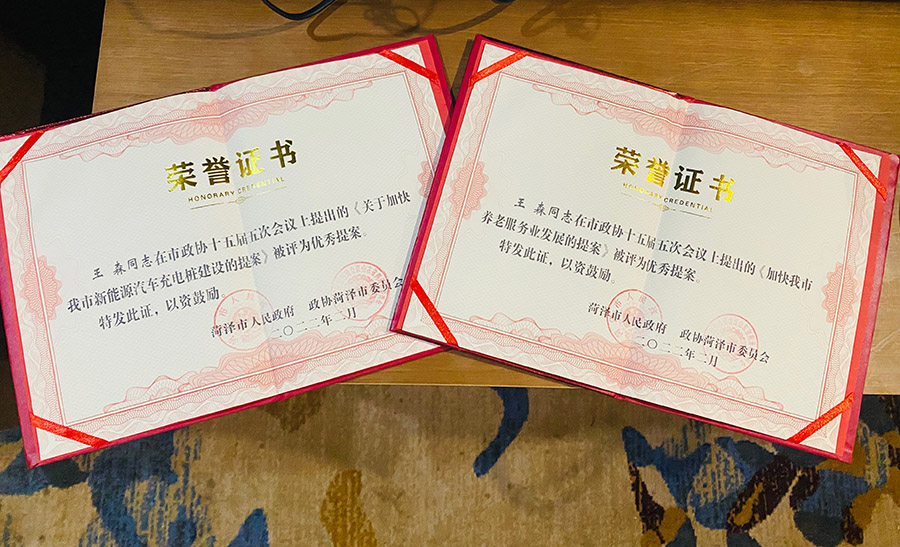 荣誉证书
HONORARY CREDENTIAL
王森同志在市政协十五届五次会议上提出的《关于加快
我市新能源汽车充电桩建设的提案》被评为优秀提案。
特发此证，以资鼓励
菏泽市人民政府 政协菏泽市委员会
二〇二二年二月
荣誉证书
HONORARY CREDENTIAL
王森同志在市政协十五届五次会议上提出的《加快我市
养老服务业发展的提案》被评为优秀提案。
特发此证，以资鼓励。
菏泽市人民政府 政协菏泽市委员会
二〇二二年二月